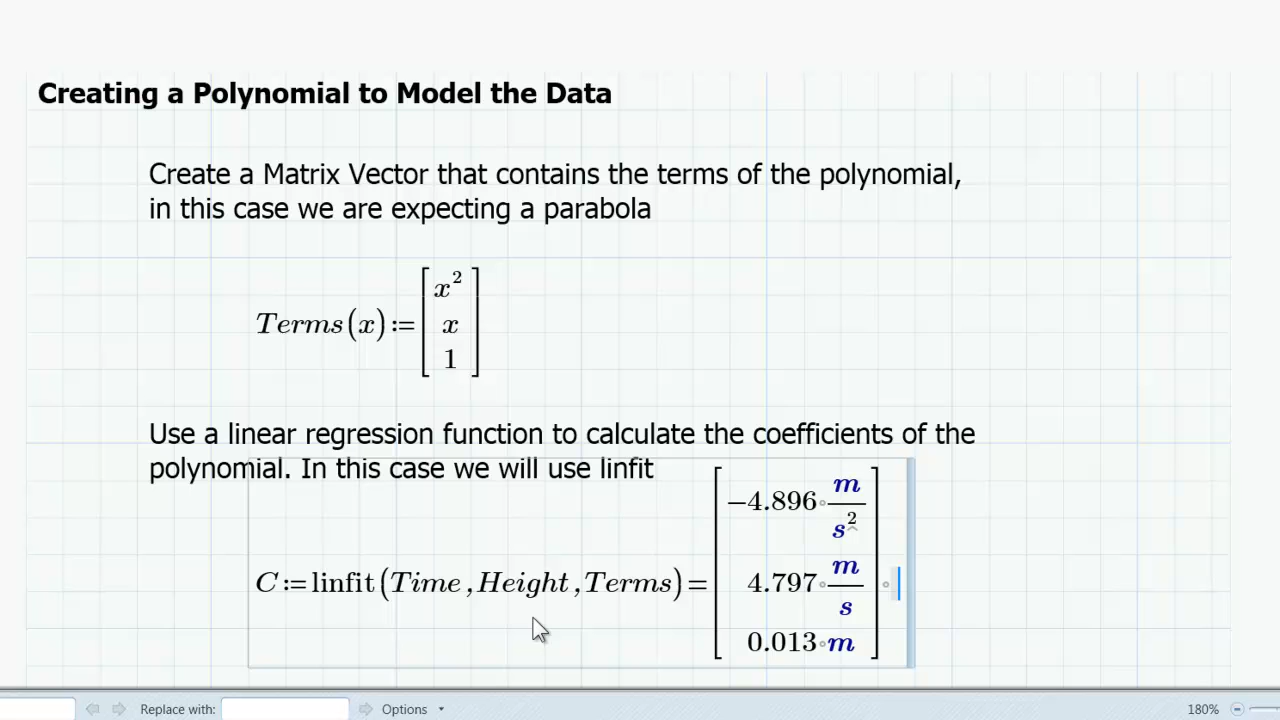 Creating a Polynomial to Model the Data
Create a Matrix Vector that contains the terms of the polynomial,
in this case we are expecting a parabola
Terms(x):=[x² x 1]
Use a linear regression function to calculate the coefficients of the
polynomial. In this case we will use linfit
C:=linfit(Time,Height,Terms)=[−4.896 m/s² 4.797 m/s 0.013 m]
Replace with: Options 180%